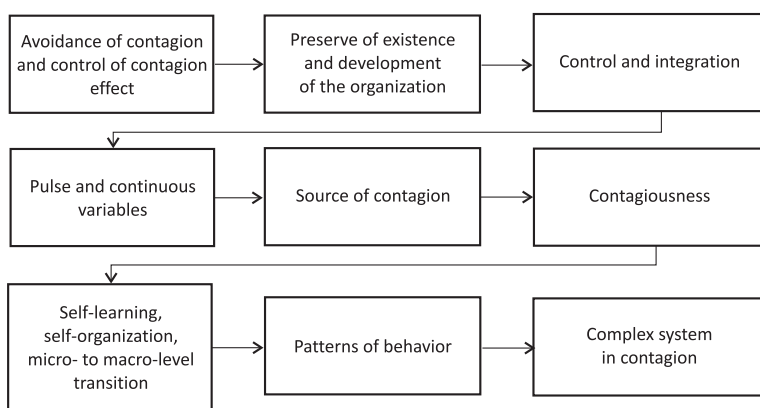 Avoidance of contagion
and control of contagion
effect
Preserve of existence
and development
of the organization
Control and integration
Pulse and continuous
variables
Source of contagion
Contagiousness
Self-learning,
self-organization,
micro- to macro-level
transition
Patterns of behavior
Complex system
in contagion